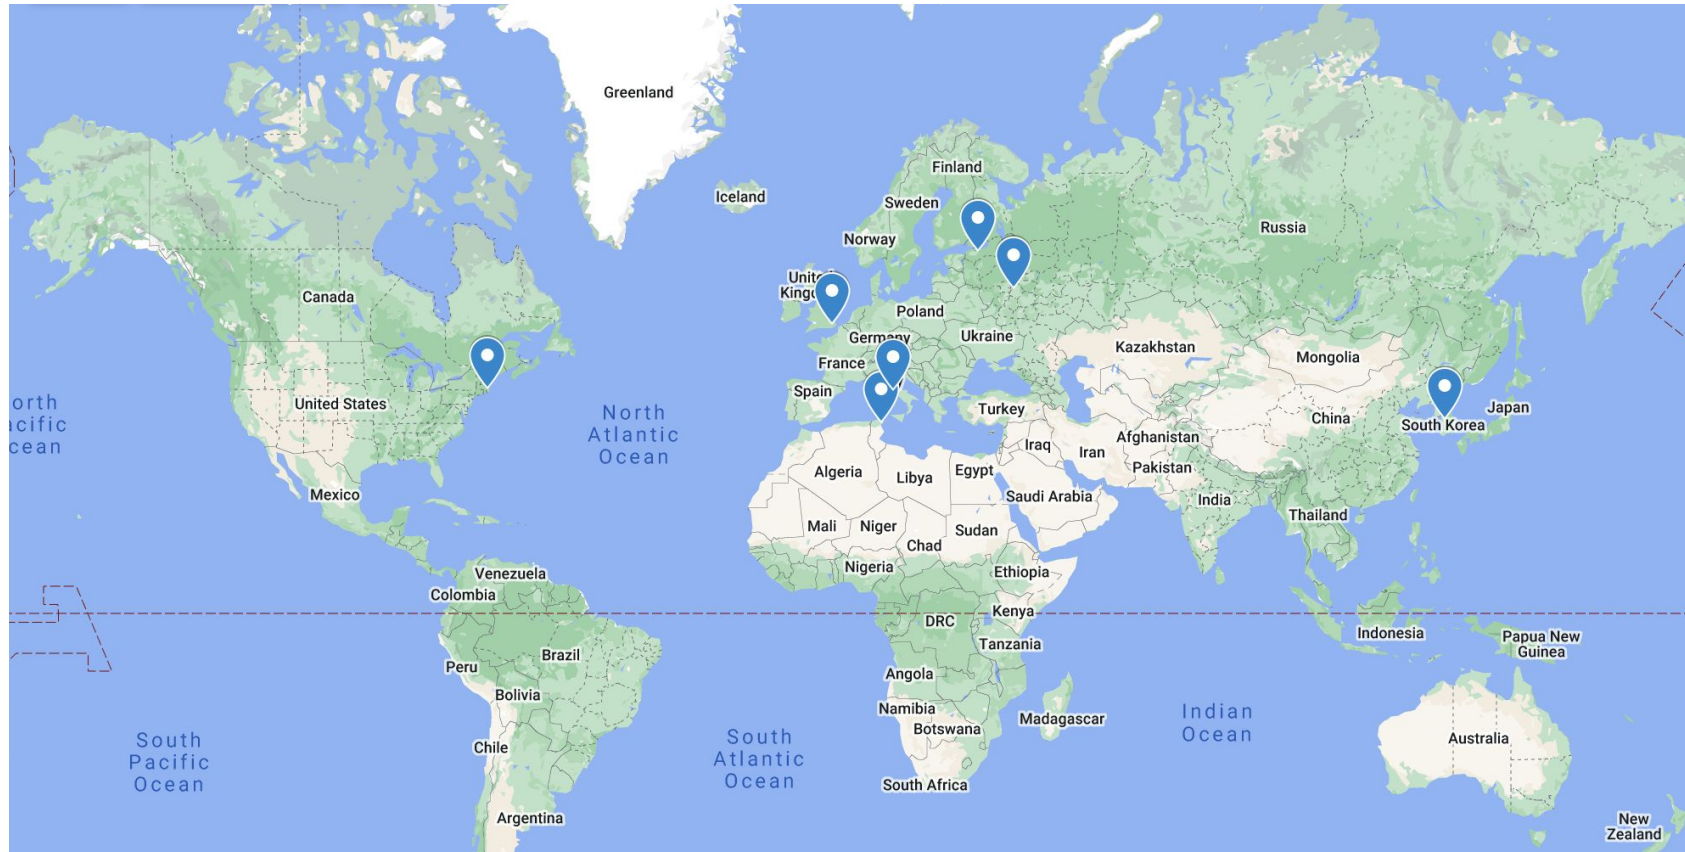 Greenland
Finland
Iceland
Sweden
Russia
Norway
United
Kingdom
Canada
Poland
Ukraine
Germany
Kazakhstan
Mongolia
France
Spain
United States
Turkey
Japan
China
South Korea
North
Atlantic
Ocean
Afghanistan
Iraq
Iran
Pakistan
Algeria
Libya
Egypt
Saudi Arabia
India
Mexico
Thailand
Mali
Niger
Sudan
Chad
Nigeria
Ethiopia
Venezuela
Colombia
Kenya
DRC
Indonesia
Papua New
Guinea
Tanzania
Brazil
Peru
Angola
Bolivia
Namibia
Madagascar
Botswana
Indian
Ocean
South
Pacific
Ocean
South
Atlantic
Ocean
Chile
Australia
South Africa
Argentina
New
Zealand